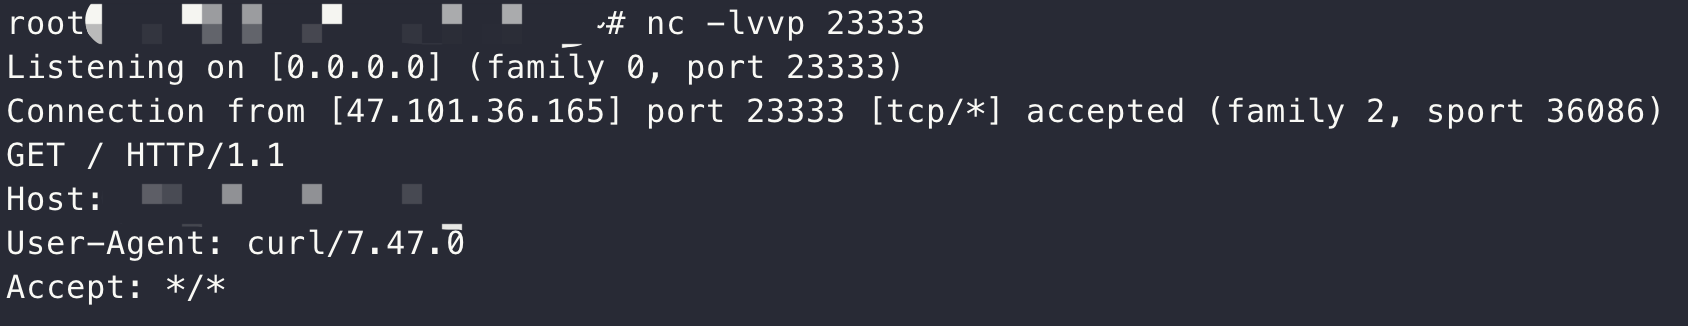 root # nc -lvvp 23333
Listening on [0.0.0.0] (family 0, port 23333)
Connection from [47.101.36.165] port 23333 [tcp/*] accepted (family 2, sport 36086)
GET / HTTP/1.1
Host:
User-Agent: curl/7.47.0
Accept: */*